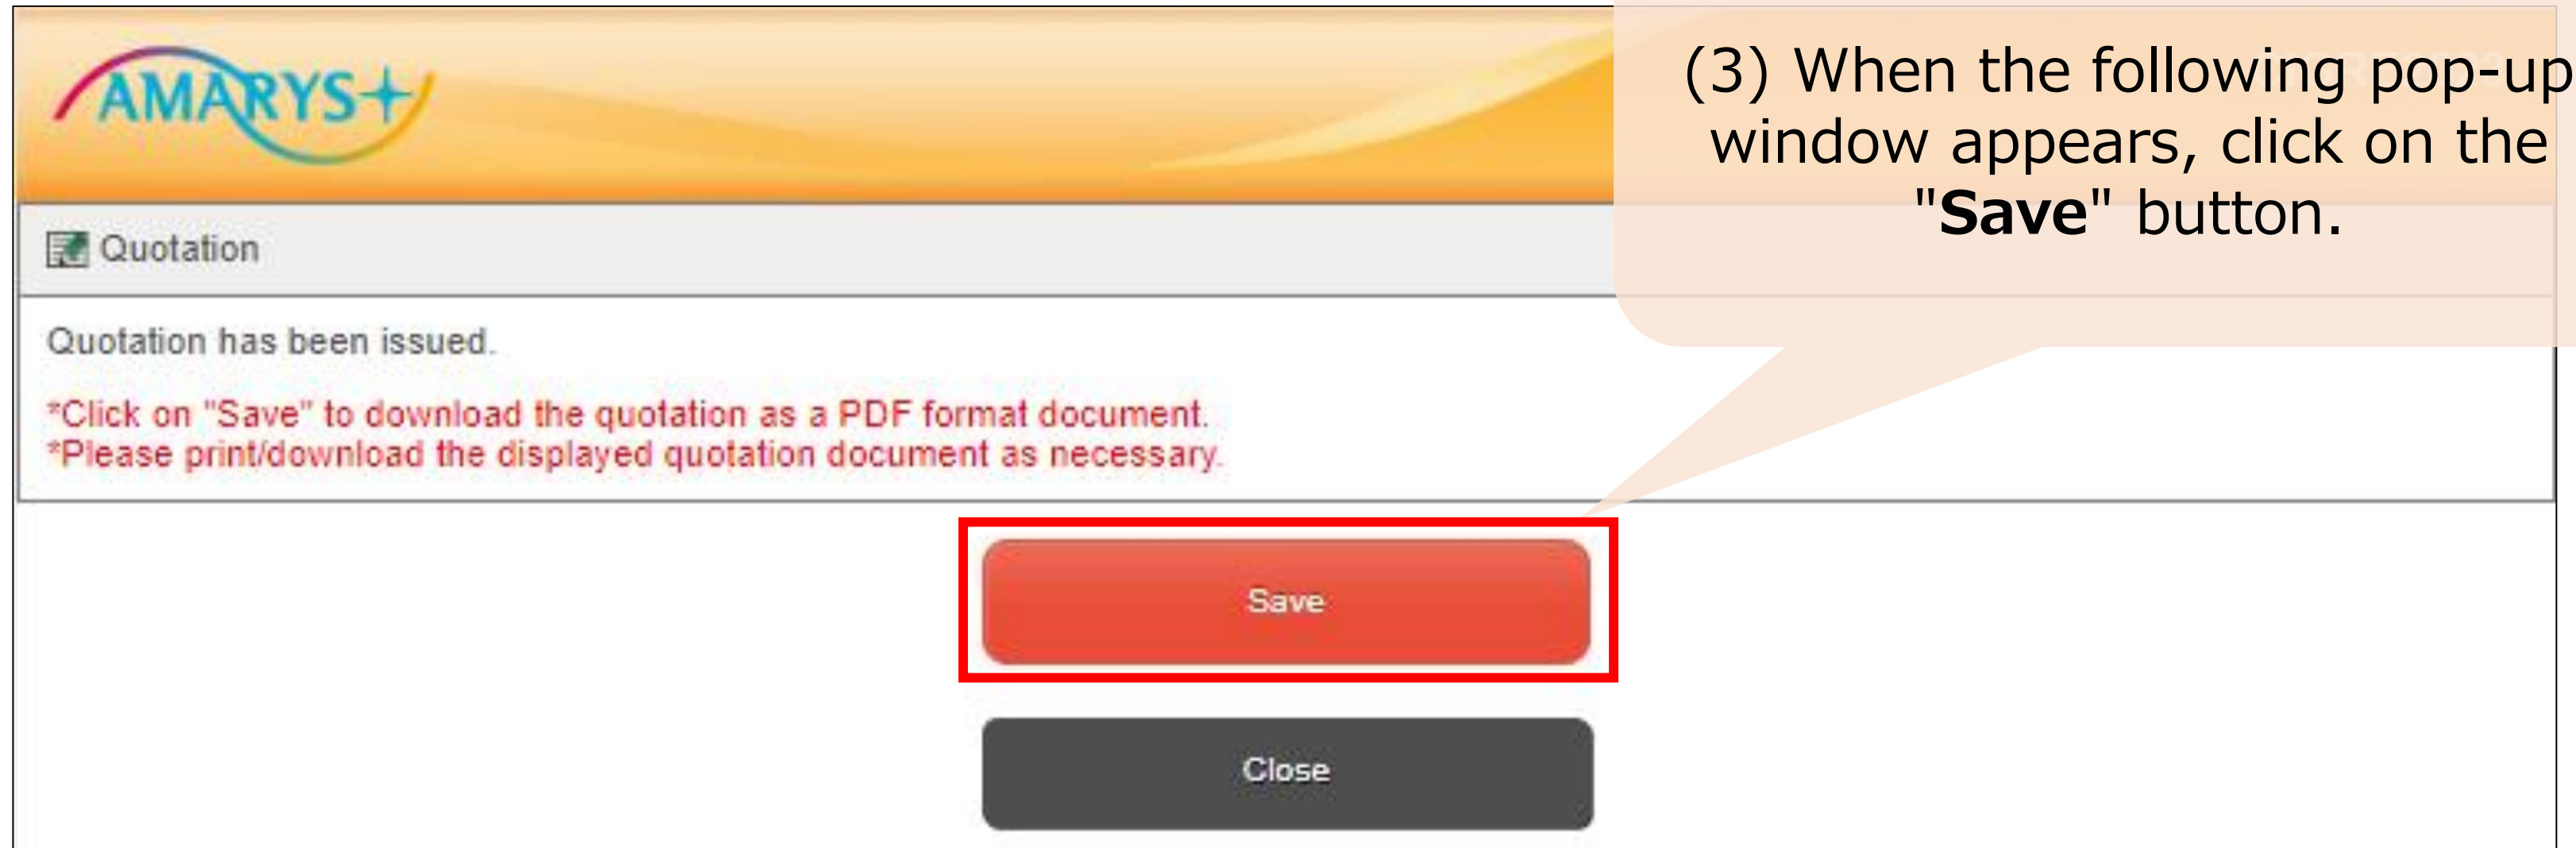 AMARYS+
(3) When the following pop-up
window appears, click on the
"Save" button.
Quotation
Quotation has been issued.
*Click on "Save" to download the quotation as a PDF format document.
*Please print/download the displayed quotation document as necessary.
Save
Close